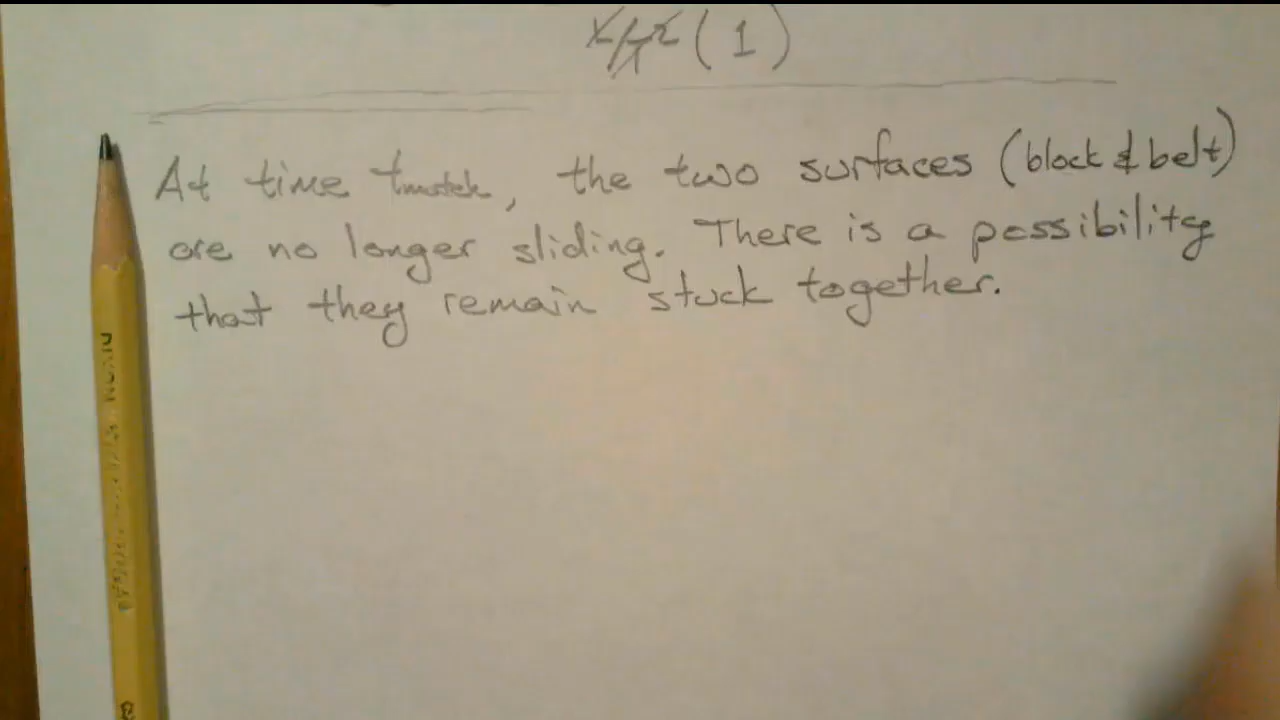 (1)
At time tmatch, the two surfaces (block & belt)
are no longer sliding. There is a possibility
that they remain stuck together.